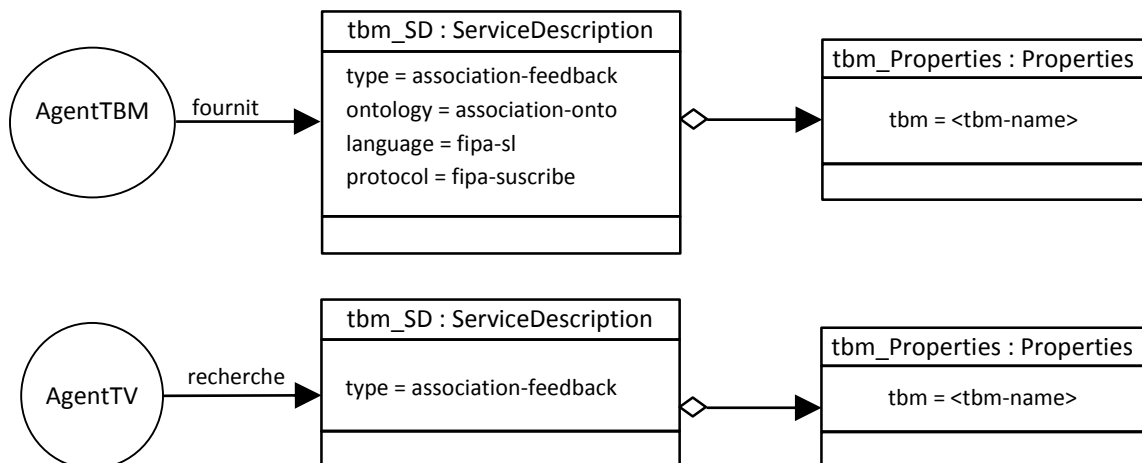 AgentTBM
fournit
tbm_SD : ServiceDescription
type = association-feedback
ontology = association-onto
language = fipa-sl
protocol = fipa-suscribe
tbm_Properties : Properties
tbm = <tbm-name>
AgentTV
recherche
tbm_SD : ServiceDescription
type = association-feedback
tbm_Properties : Properties
tbm = <tbm-name>